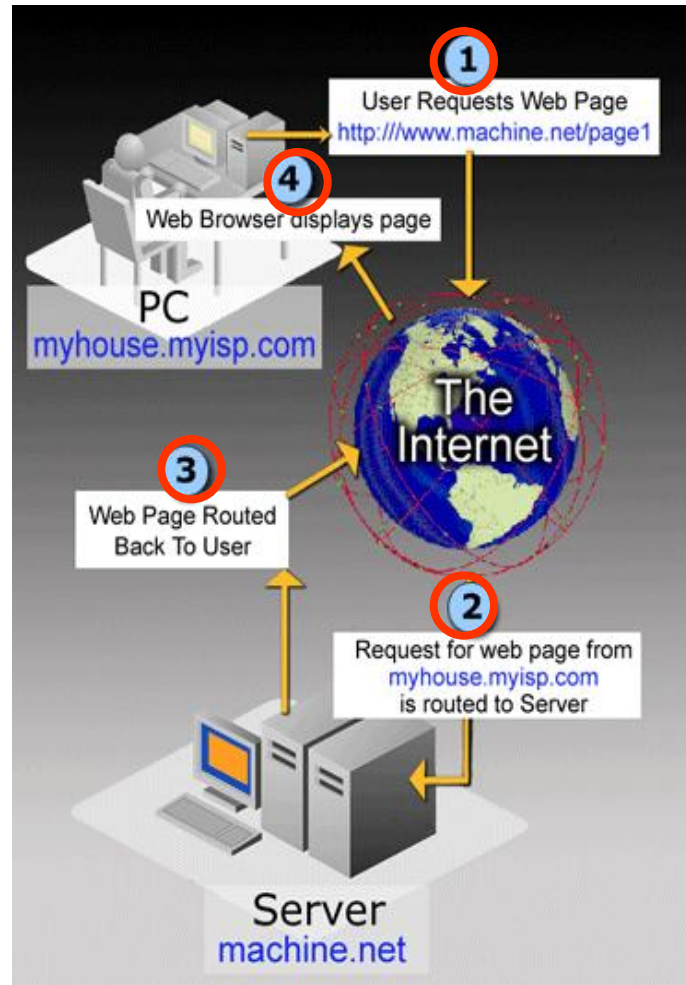 1
User Requests Web Page
http:///www.machine.net/page1
4
Web Browser displays page
PC
myhouse.myisp.com
The
Internet
3
Web Page Routed
Back To User
2
Request for web page from
myhouse.myisp.com
is routed to Server
Server
machine.net